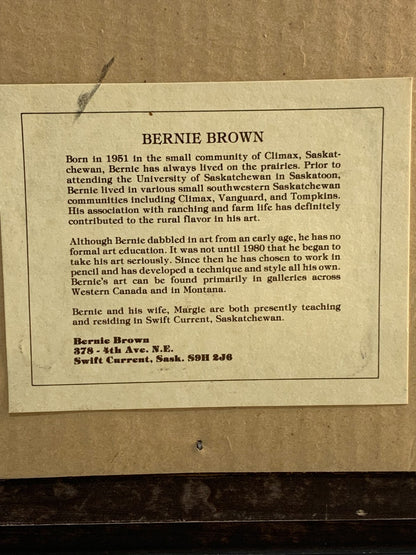 BERNIE BROWN
Born in 1951 in the small community of Climax, Saskat-
chewan, Bernie has always lived on the prairies. Prior to
attending the University of Saskatchewan in Saskatoon,
Bernie lived in various small southwestern Saskatchewan
communities including Climax, Vanguard, and Tompkins.
His association with ranching and farm life has definitely
contributed to the rural flavor in his art.
Although Bernie dabbled in art from an early age, he has no
formal art education. It was not until 1980 that he began to
take his art seriously. Since then he has chosen to work in
pencil and has developed a technique and style all his own.
Bernie's art can be found primarily in galleries across
Western Canada and in Montana.
Bernie and his wife, Margie are both presently teaching
and residing in Swift Current, Saskatchewan.
Bernie Brown
378 - 4th Ave. N.E.
Swift Current, Sask. S9H 2J6